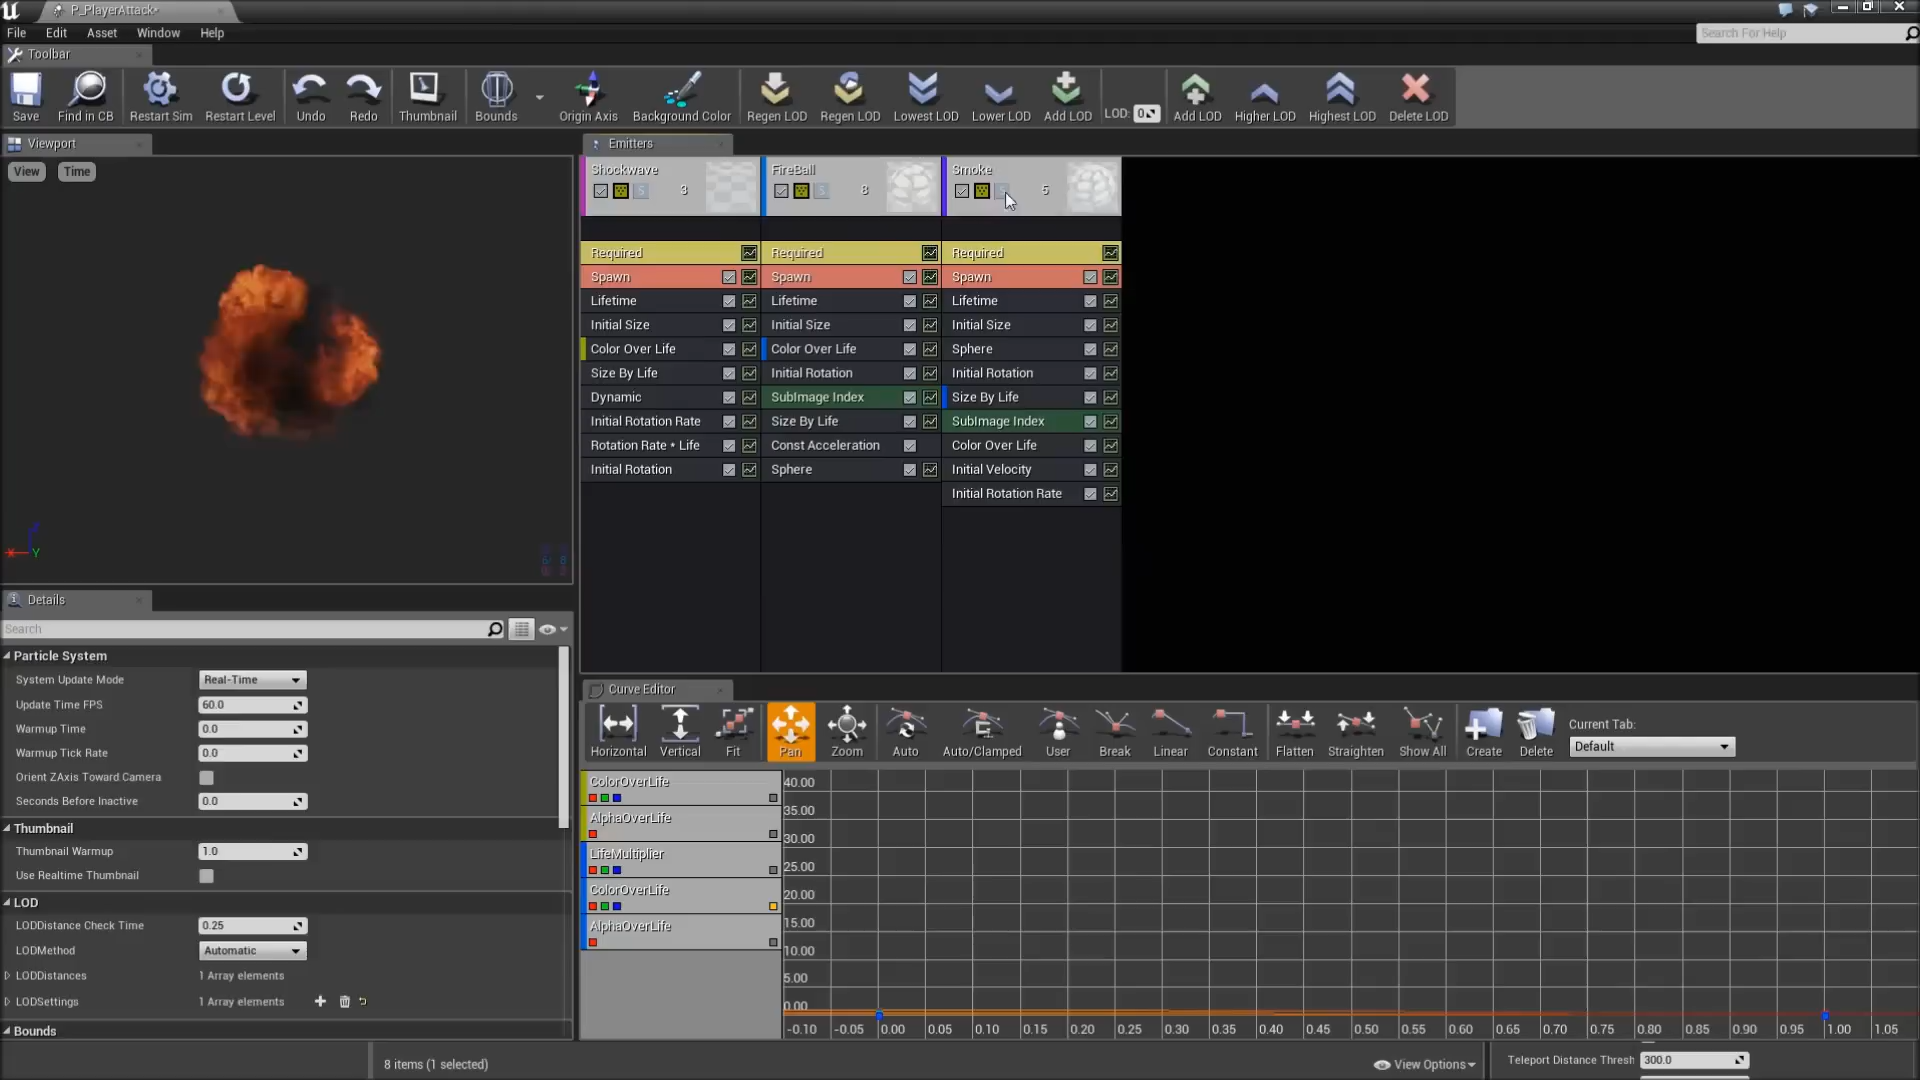 P_PlayerAttack*
File Edit Asset Window Help
Search For Help
Toolbar
Save Find in CB Restart Sim Restart Level Undo Redo Thumbnail Bounds Origin Axis Background Color Regen LOD Regen LOD Lowest LOD Lower LOD Add LOD LOD: 0 Add LOD Higher LOD Highest LOD Delete LOD
Viewport
View Time
X Y
Emitters
Shockwave FireBall Smoke
S 3 S 8 5
Required Required Required
Spawn Spawn Spawn
Lifetime Lifetime Lifetime
Initial Size Initial Size Initial Size
Color Over Life Color Over Life Sphere
Size By Life Initial Rotation Initial Rotation
Dynamic SubImage Index Size By Life
Initial Rotation Rate Size By Life SubImage Index
Rotation Rate * Life Const Acceleration Color Over Life
Initial Rotation Sphere Initial Velocity
Initial Rotation Rate
Details
Search
Particle System
System Update Mode Real-Time
Update Time FPS 60.0
Warmup Time 0.0
Warmup Tick Rate 0.0
Orient ZAxis Toward Camera
Seconds Before Inactive 0.0
Thumbnail
Thumbnail Warmup 1.0
Use Realtime Thumbnail
LOD
LODDistance Check Time 0.25
LODMethod Automatic
LODDistances 1 Array elements
LODSettings 1 Array elements
Bounds
Curve Editor
Horizontal Vertical Fit Pan Zoom Auto Auto/Clamped User Break Linear Constant Flatten Straighten Show All Create Delete
Current Tab:
Default
ColorOverLife
AlphaOverLife
LifeMultiplier
ColorOverLife
AlphaOverLife
40.00
35.00
30.00
25.00
20.00
15.00
10.00
5.00
0.00
-0.10 -0.05 0.00 0.05 0.10 0.15 0.20 0.25 0.30 0.35 0.40 0.45 0.50 0.55 0.60 0.65 0.70 0.75 0.80 0.85 0.90 0.95 1.00 1.05
8 items (1 selected)
View Options
Teleport Distance Thresh 300.0